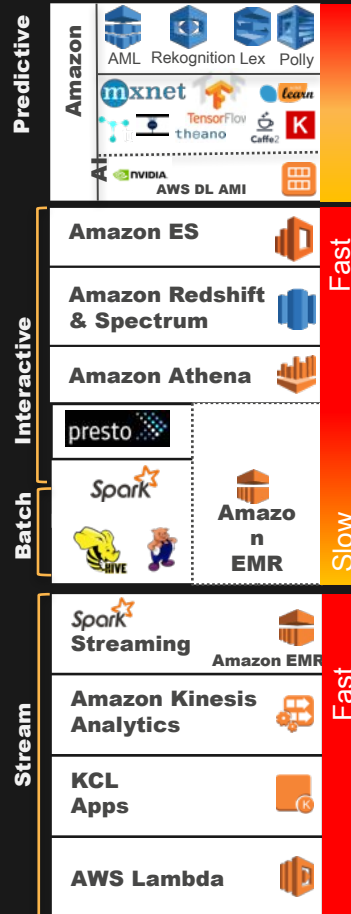 Predictive
Amazon
AI
AML Rekognition Lex Polly
mxnet
TensorFlow
learn
theano
Caffe2
K
NVIDIA
AWS DL AMI
Interactive
Amazon ES
Fast
Amazon Redshift
& Spectrum
Amazon Athena
presto
Spark
Batch
HIVE
Amazo
n
EMR
Slow
Stream
Spark
Streaming
Amazon EMR
Fast
Amazon Kinesis
Analytics
KCL
Apps
K
AWS Lambda